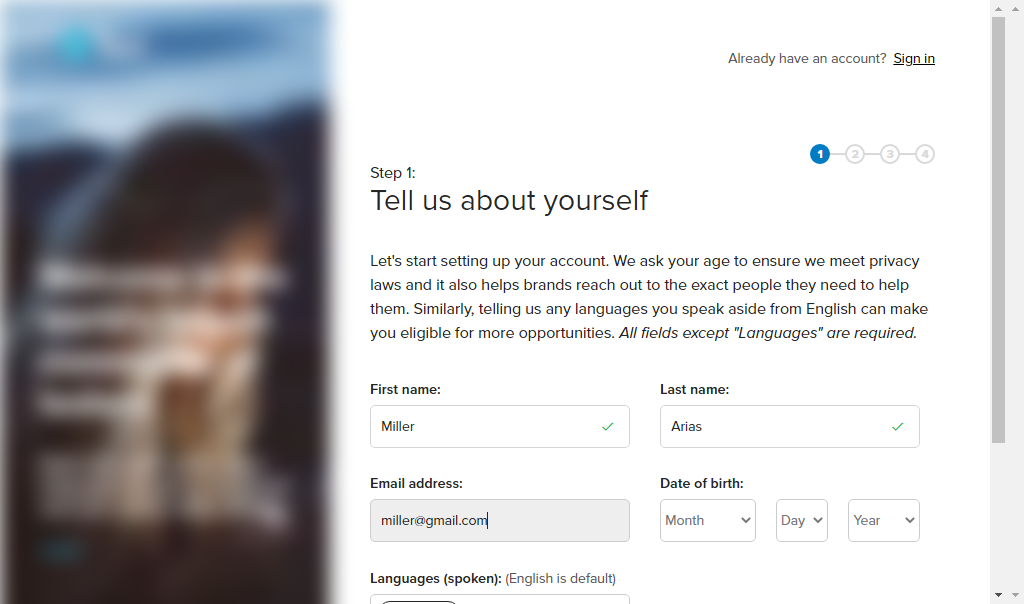 Already have an account? Sign in
1 2 3 4
Step 1:
Tell us about yourself
Let's start setting up your account. We ask your age to ensure we meet privacy
laws and it also helps brands reach out to the exact people they need to help
them. Similarly, telling us any languages you speak aside from English can make
you eligible for more opportunities. All fields except "Languages" are required.
First name: Last name:
Miller Arias
Email address: Date of birth:
miller@gmail.com Month Day Year
Languages (spoken): (English is default)